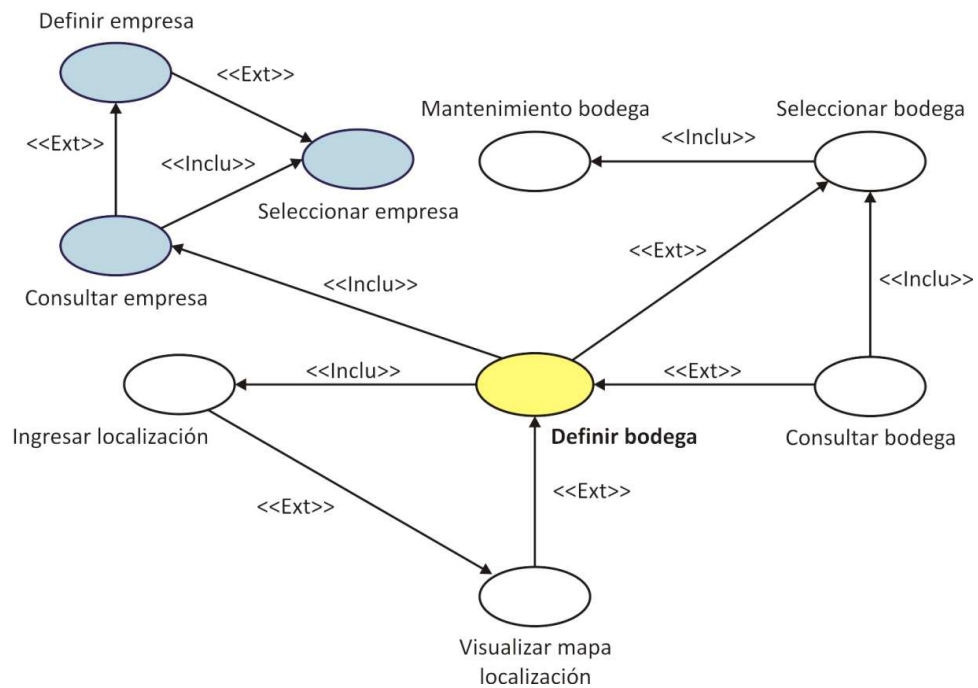 Definir empresa
<<Ext>>
Mantenimiento bodega
Seleccionar bodega
<<Ext>>
<<Inclu>>
<<Inclu>>
Seleccionar empresa
<<Ext>>
Consultar empresa
<<Inclu>>
<<Inclu>>
<<Inclu>>
<<Ext>>
Ingresar localización
Definir bodega
Consultar bodega
<<Ext>>
<<Ext>>
Visualizar mapa
localización